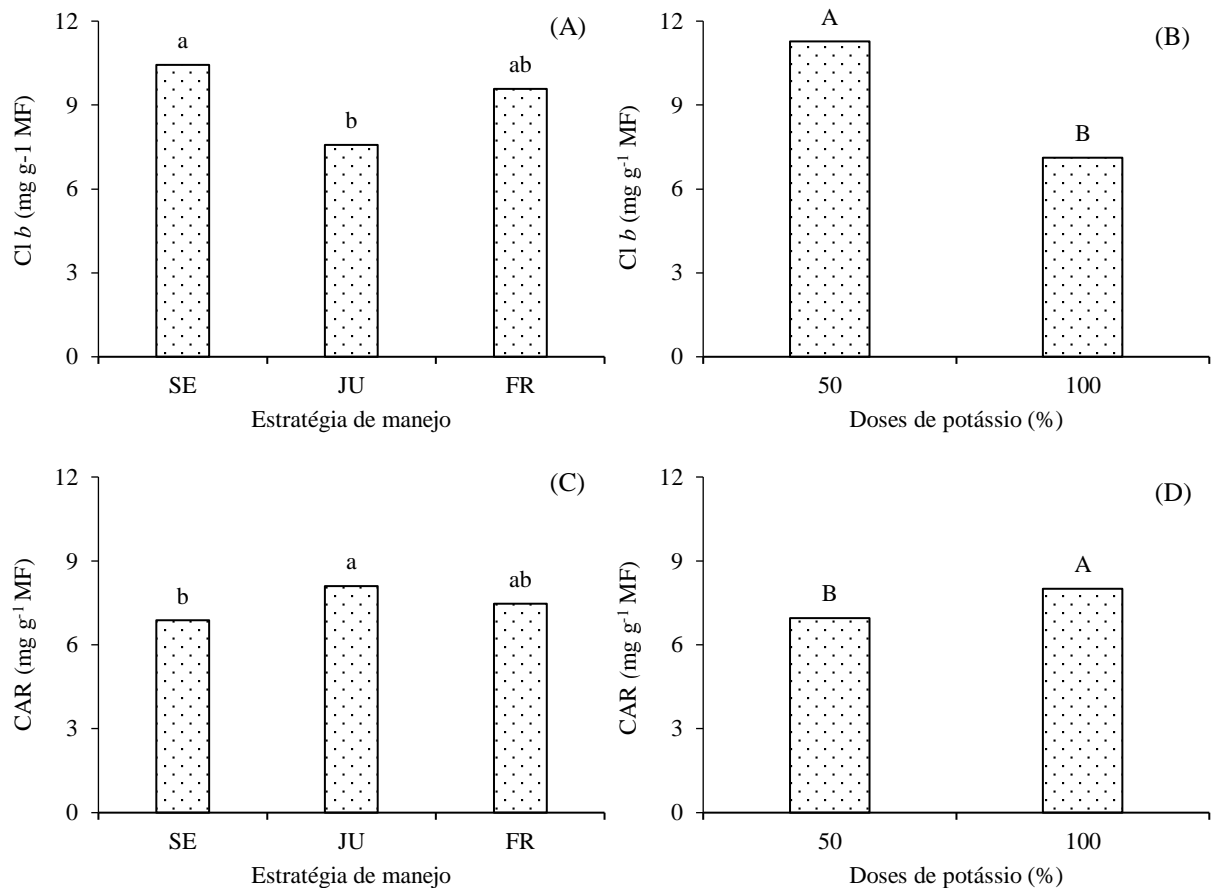 (A)
12
9
6
3
0
Cl b (mg g-1 MF)
a
b
ab
SE JU FR
Estratégia de manejo
(B)
12
9
6
3
0
Cl b (mg g⁻¹ MF)
A
B
50 100
Doses de potássio (%)
(C)
12
9
6
3
0
CAR (mg g⁻¹ MF)
b
a
ab
SE JU FR
Estratégia de manejo
(D)
12
9
6
3
0
CAR (mg g⁻¹ MF)
B
A
50 100
Doses de potássio (%)